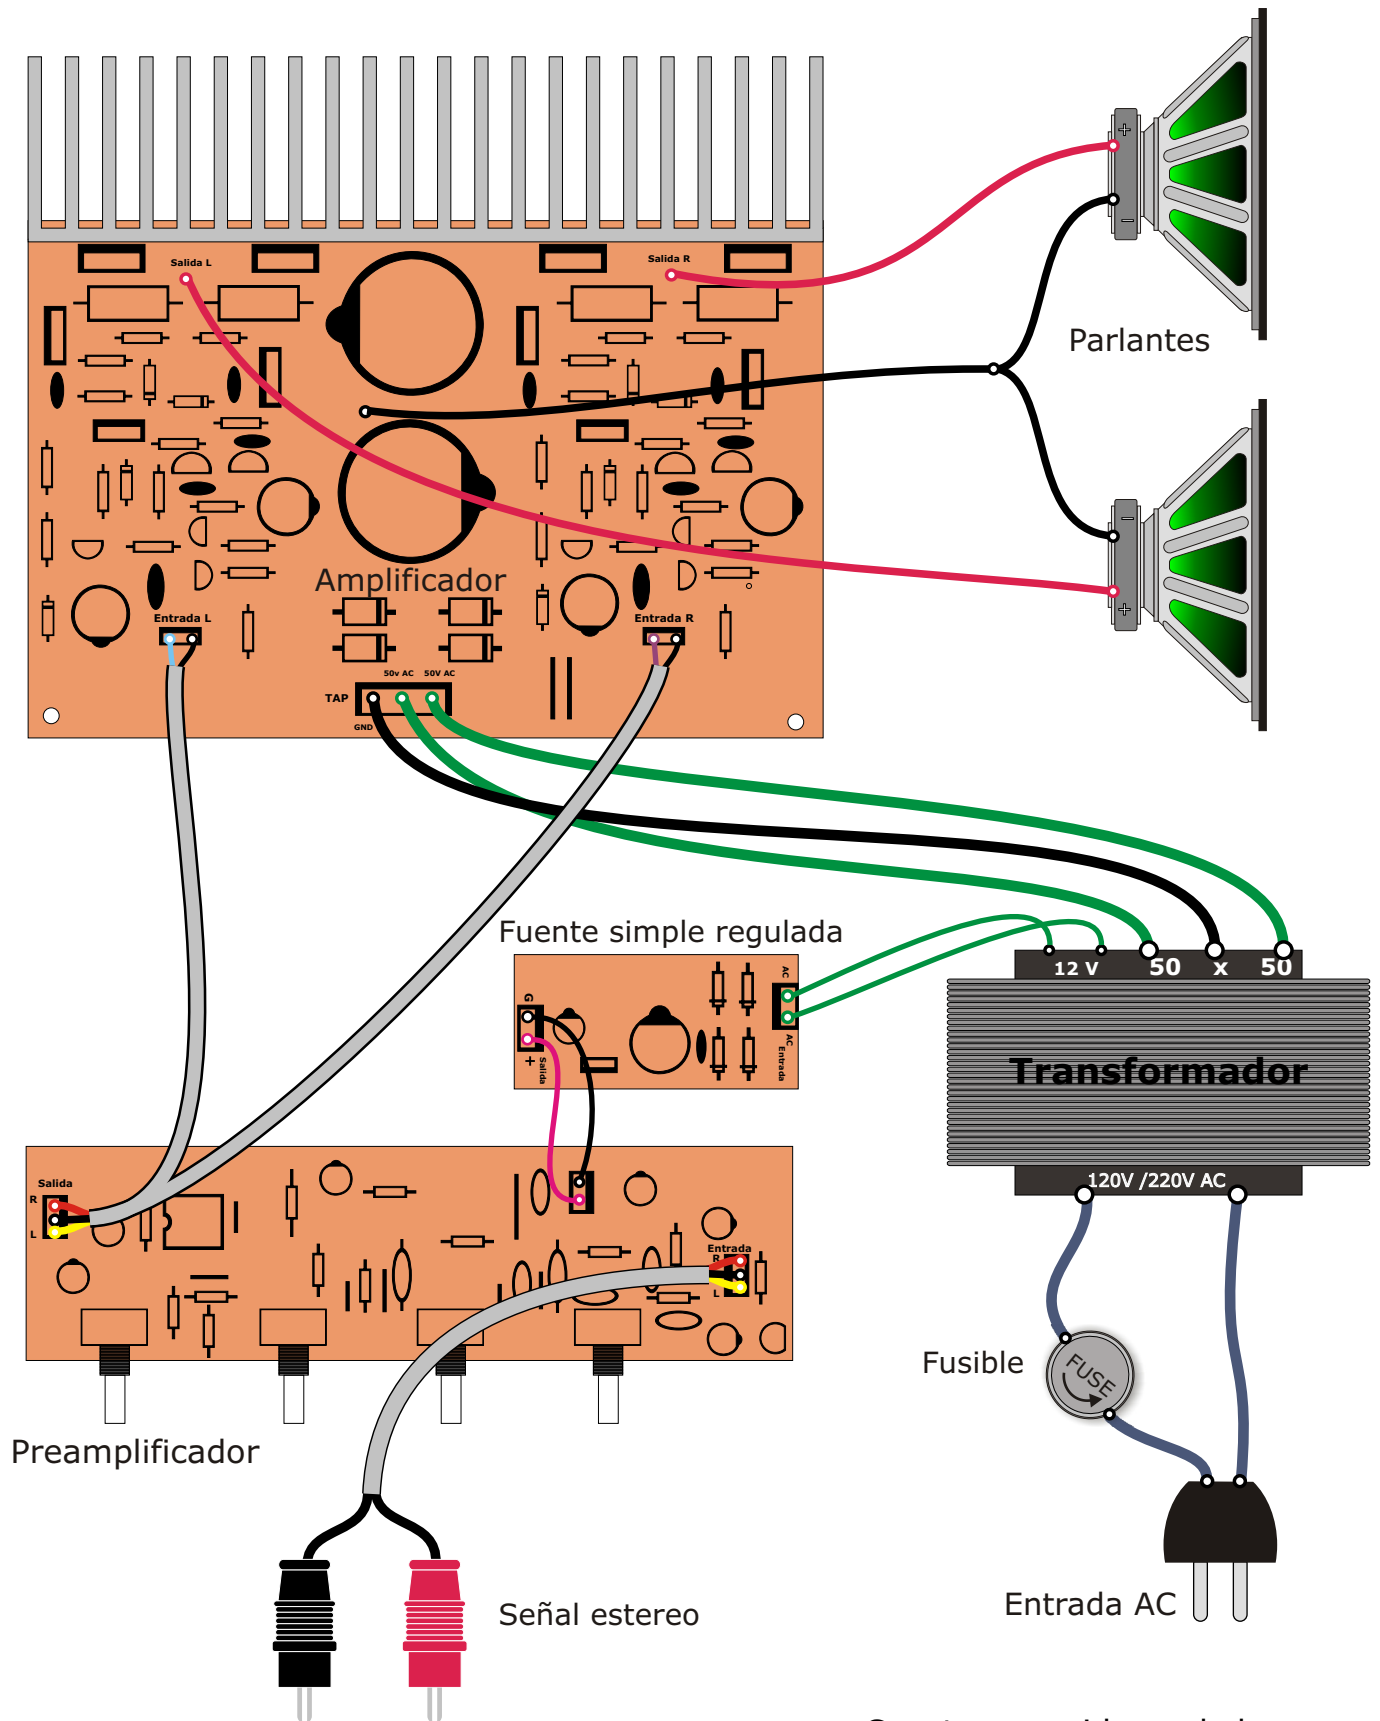 Salida L
Salida R
+
−
Parlantes
−
+
Amplificador
Entrada L
Entrada R
50v AC 50V AC
TAP
GND
Fuente simple regulada
12 V 50 x 50
AC
G
AC
+
Salida
Entrada
Transformador
120V /220V AC
Salida
R
L
Entrada
R
L
Fusible
FUSE
Preamplificador
Entrada AC
Señal estereo